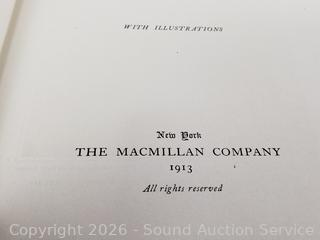 WITH ILLUSTRATIONS
New York
THE MACMILLAN COMPANY
1913
All rights reserved
Copyright 2026 - Sound Auction Service